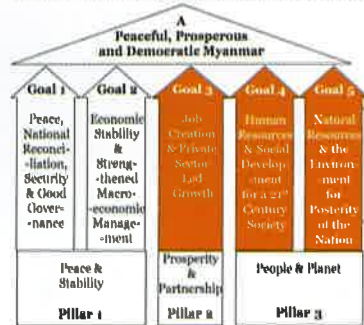 A
Peaceful, Prosperous
and Democratic Myanmar
Goal 1
Peace,
National
Reconci-
liation,
Security
& Good
Gover-
nance
Goal 2
Economic
Stability
&
Streng-
thened
Macro-
economic
Manage-
ment
Goal 3
Job
Creation
& Private
Sector
Led
Growth
Goal 4
Human
Resources
& Social
Develop-
ment
for a 21st
Century
Society
Goal 5
Natural
Resources
& the
Environ-
ment
for
Posterity
of the
Nation
Peace &
Stability
Pillar 1
Prosperity
&
Partnership
Pillar 2
People & Planet
Pillar 3